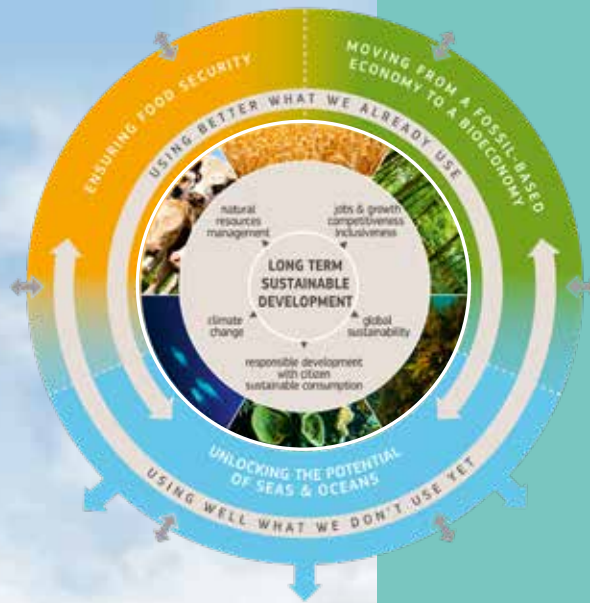 ENSURING FOOD SECURITY
MOVING FROM A FOSSIL-BASED
ECONOMY TO A BIOECONOMY
USING BETTER WHAT WE ALREADY USE
natural
resources
management
jobs & growth
competitiveness
inclusiveness
LONG TERM
SUSTAINABLE
DEVELOPMENT
climate
change
global
sustainability
responsible development
with citizen
sustainable consumption
UNLOCKING THE POTENTIAL
OF SEAS & OCEANS
USING WELL WHAT WE DON'T USE YET